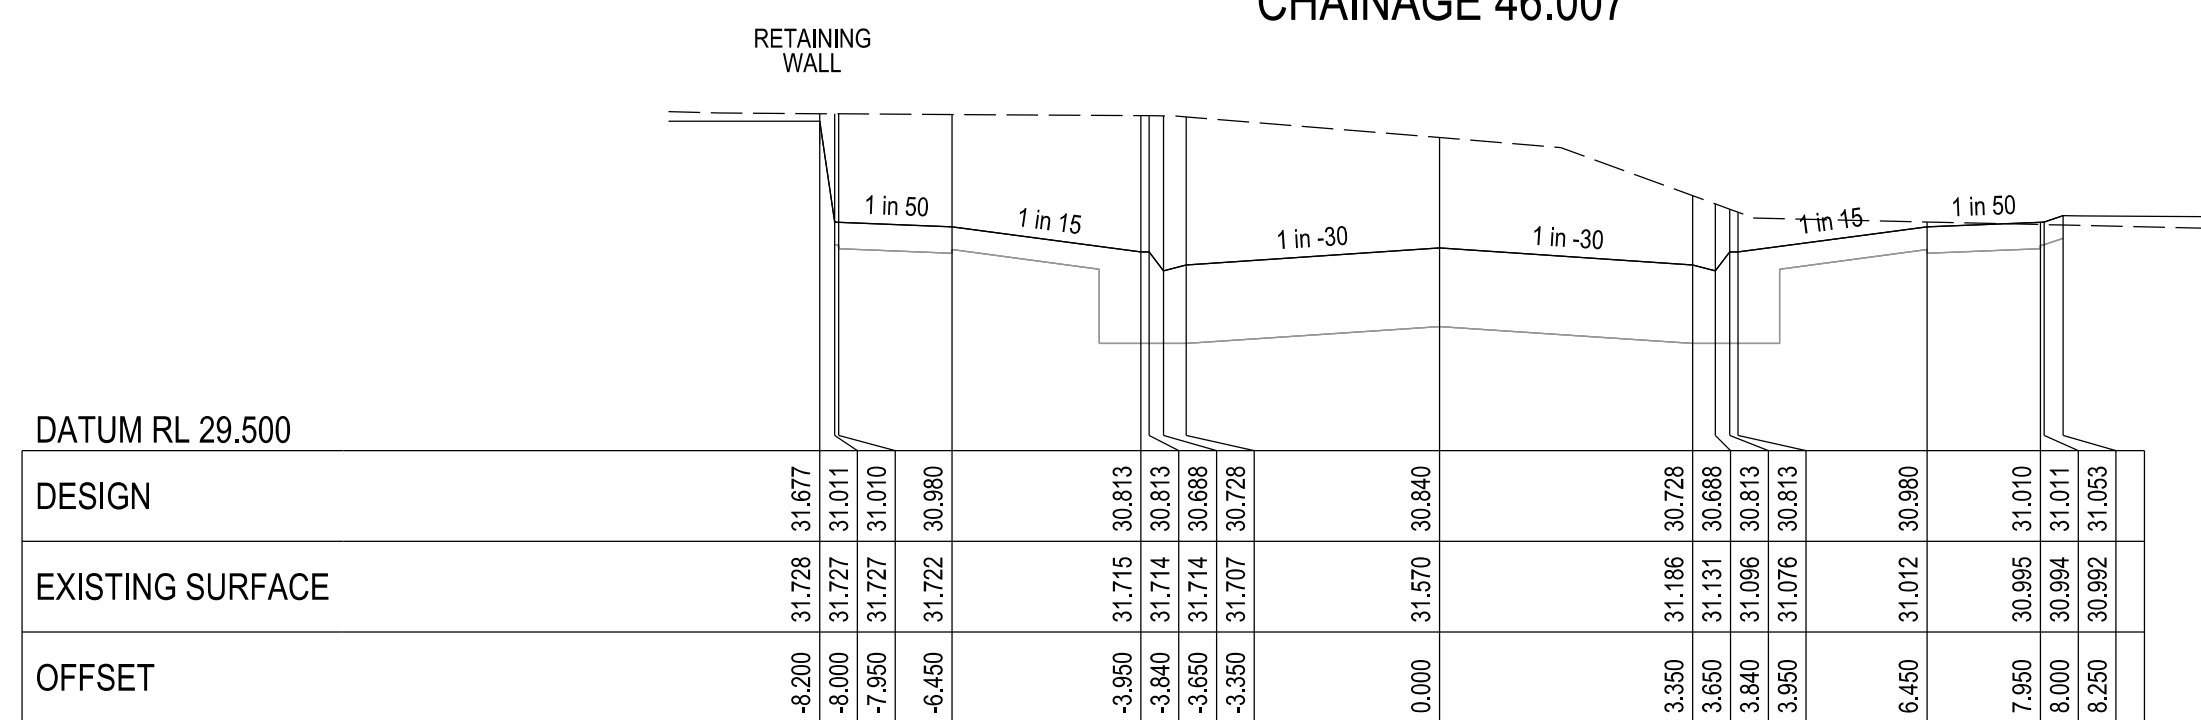 CHAINAGE 46.007
RETAINING
WALL
1 in 50
1 in 15
1 in -30
1 in -30
1 in 15
1 in 50
DATUM RL 29.500
DESIGN 31.677 31.011 31.010 30.980 30.813 30.813 30.688 30.728 30.840 30.728 30.688 30.813 30.813 30.980 31.010 31.011 31.053
EXISTING SURFACE 31.728 31.727 31.727 31.722 31.715 31.714 31.714 31.707 31.570 31.186 31.131 31.096 31.076 31.012 30.995 30.994 30.992
OFFSET -8.200 -8.000 -7.950 -6.450 -3.950 -3.840 -3.650 -3.350 0.000 3.350 3.650 3.840 3.950 6.450 7.950 8.000 8.250